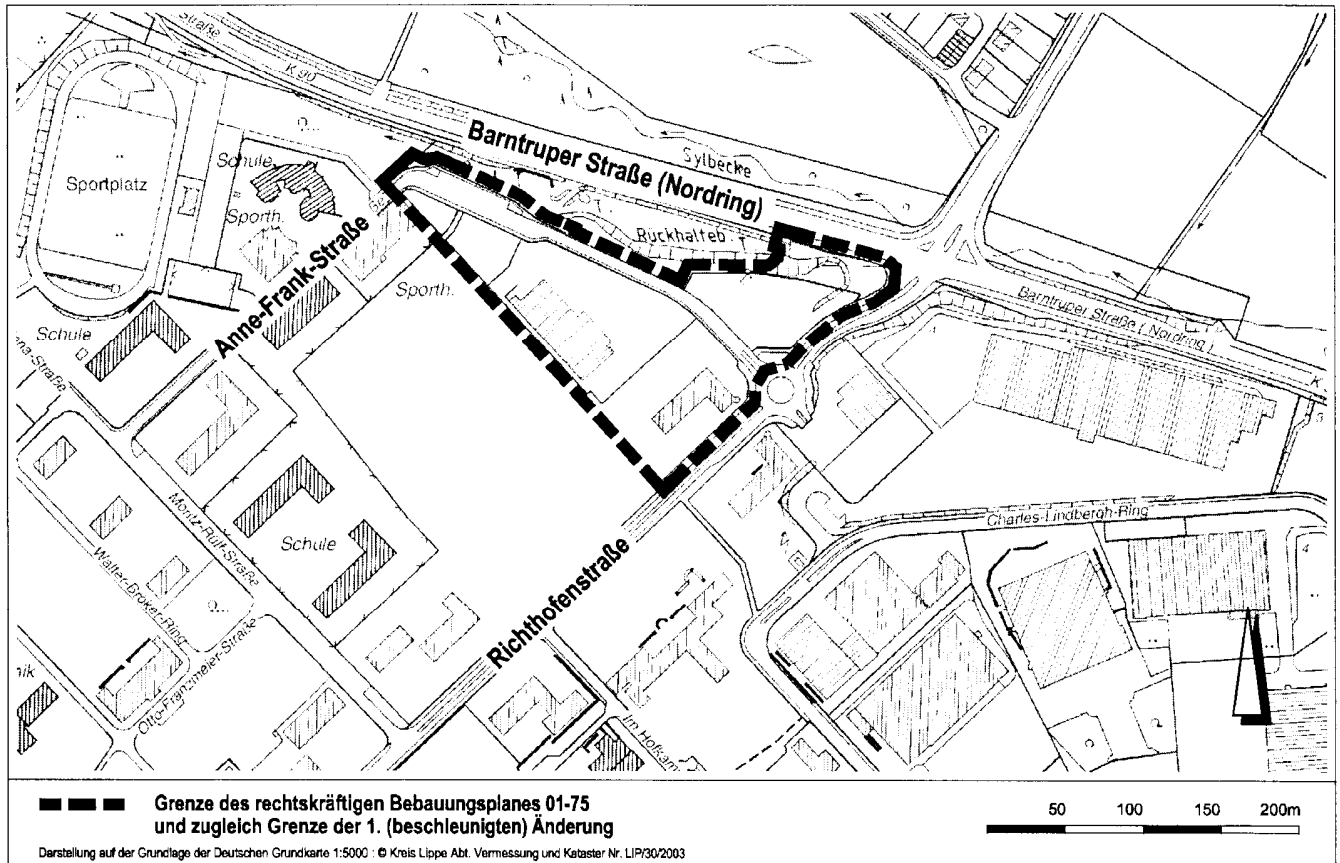 Straße
K 90
Barntruper Straße (Nordring)
Sylbecke
Schule
Sportplatz
Sporth.
Rückhalteb.
Anne-Frank-Straße
Sporth.
Barntruper Straße (Nordring)
K
Schule
Moritz-Rülf-Straße
Schule
Charles-Lindbergh-Ring
Walter-Bröker-Ring
Richthofenstraße
Otto-Franzmeier-Straße
nik
50 100 150 200m
Grenze des rechtskräftigen Bebauungsplanes 01-75
und zugleich Grenze der 1. (beschleunigten) Änderung
Darstellung auf der Grundlage der Deutschen Grundkarte 1:5000 : © Kreis Lippe Abt. Vermessung und Kataster Nr. LIP/30/2003